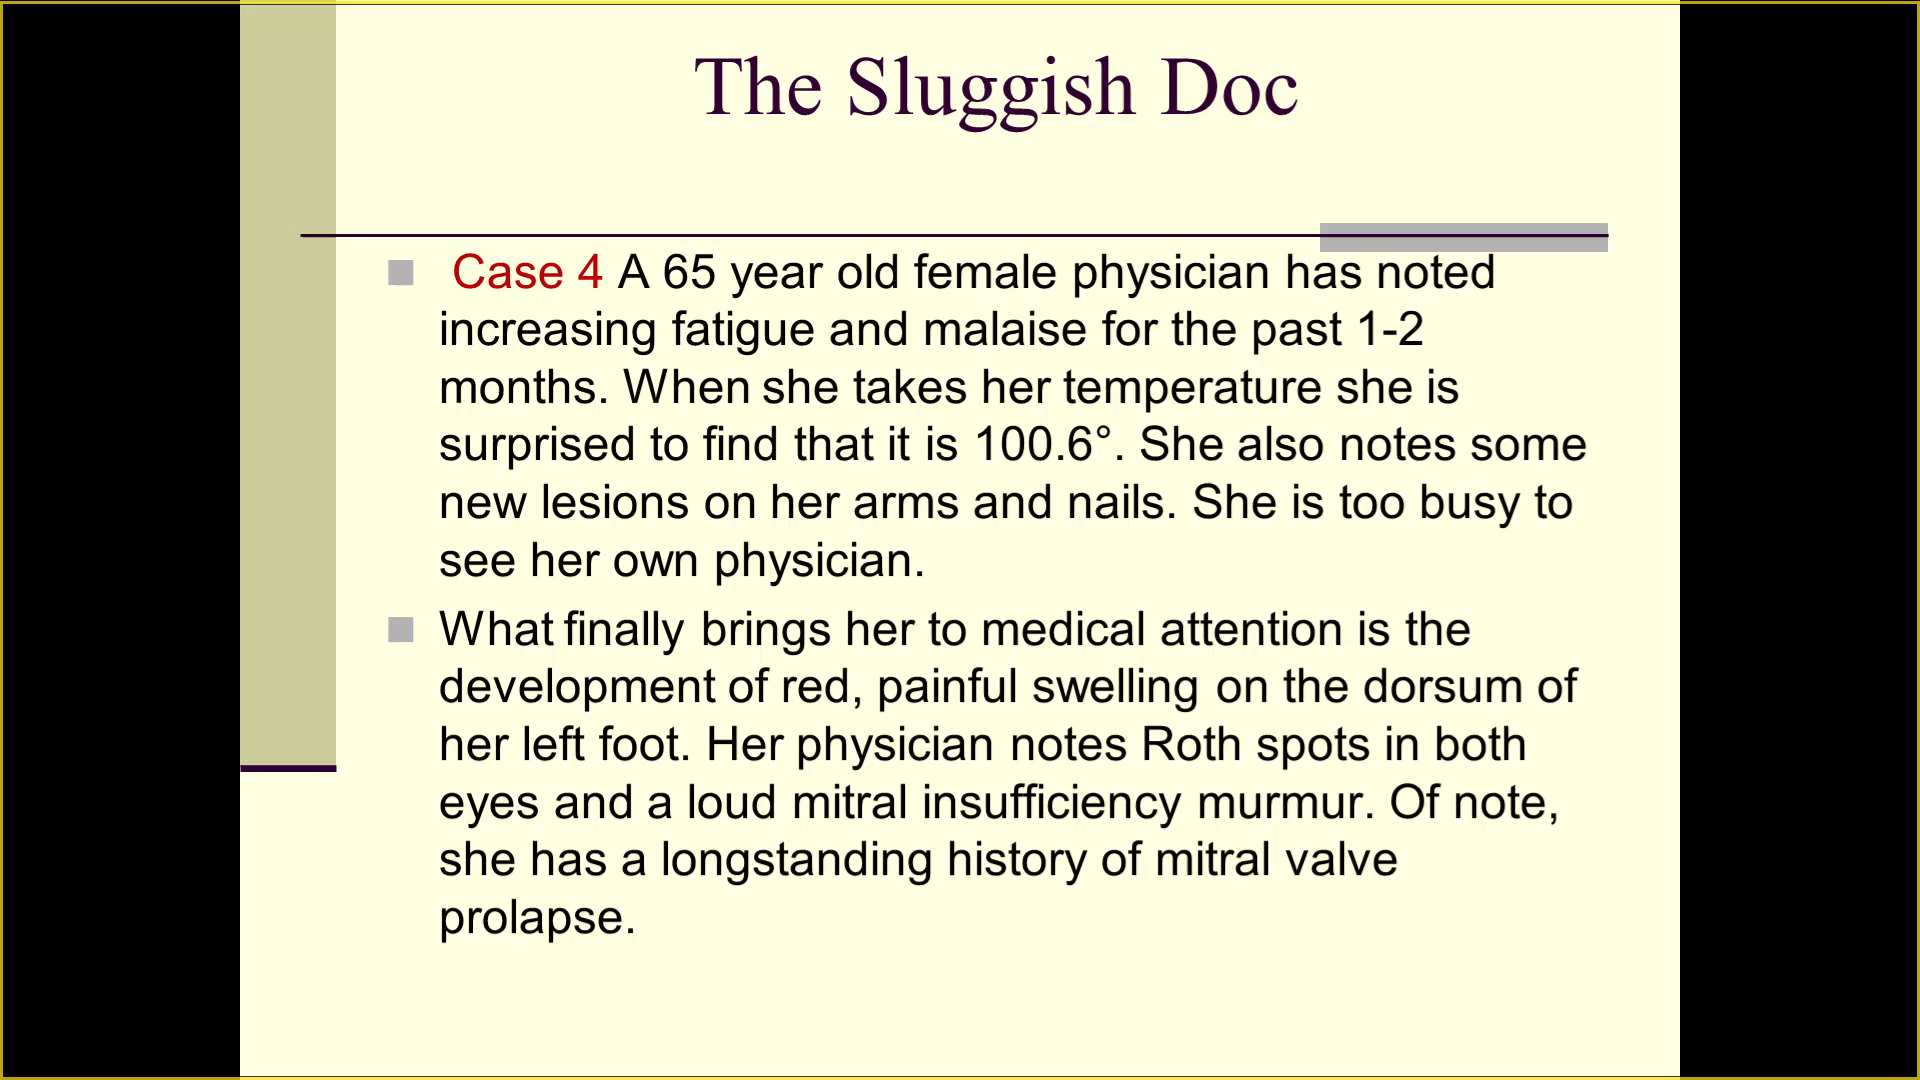 The Sluggish Doc
Case 4 A 65 year old female physician has noted
increasing fatigue and malaise for the past 1-2
months. When she takes her temperature she is
surprised to find that it is 100.6°. She also notes some
new lesions on her arms and nails. She is too busy to
see her own physician.
What finally brings her to medical attention is the
development of red, painful swelling on the dorsum of
her left foot. Her physician notes Roth spots in both
eyes and a loud mitral insufficiency murmur. Of note,
she has a longstanding history of mitral valve
prolapse.